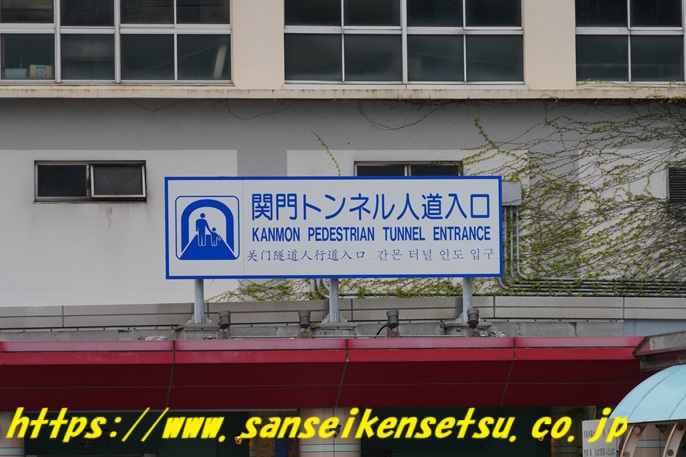 関門トンネル人道入口
KANMON PEDESTRIAN TUNNEL ENTRANCE
关门隧道人行道入口 간몬 터널 인도 입구
https://www.sanseikensetsu.co.jp